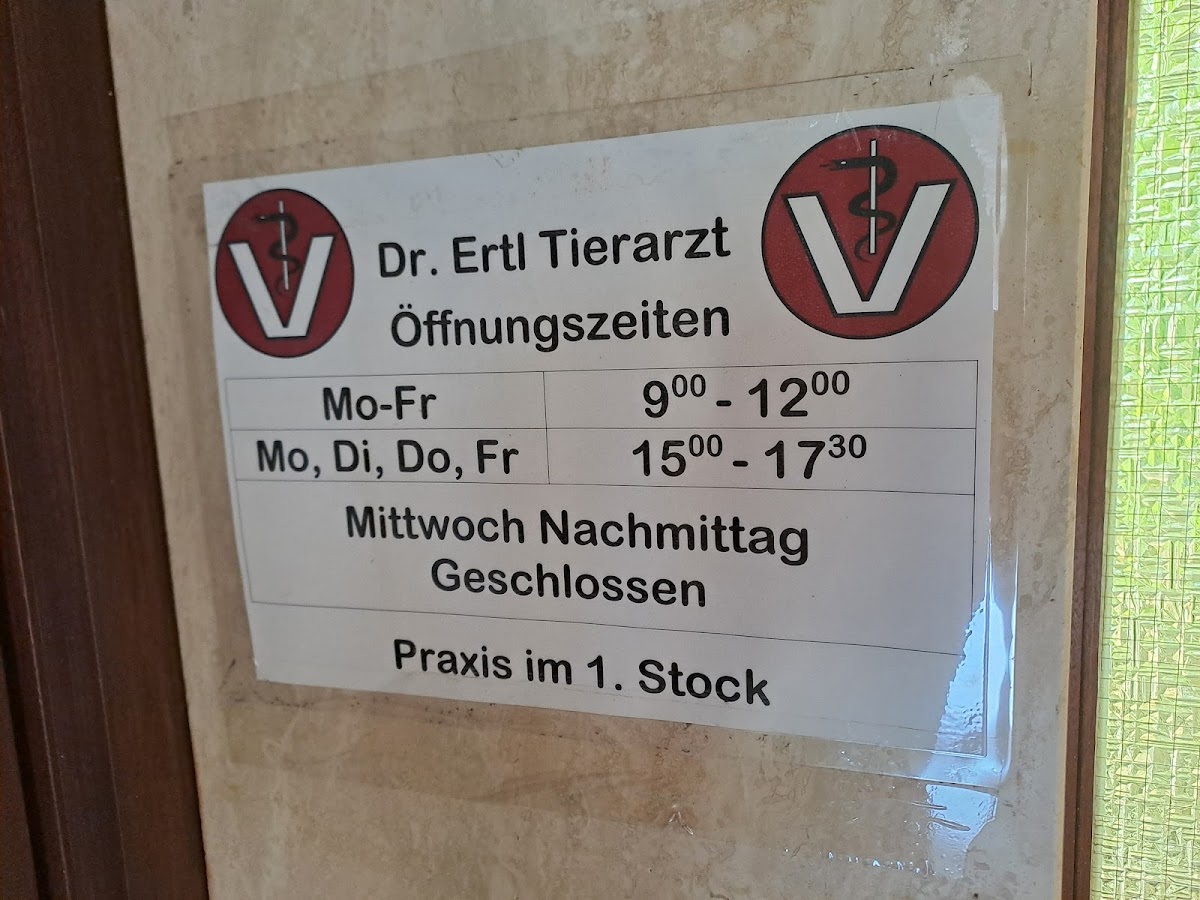 Dr. Ertl Tierarzt
Öffnungszeiten
Mo-Fr 9⁰⁰ - 12⁰⁰
Mo, Di, Do, Fr 15⁰⁰ - 17³⁰
Mittwoch Nachmittag
Geschlossen
Praxis im 1. Stock